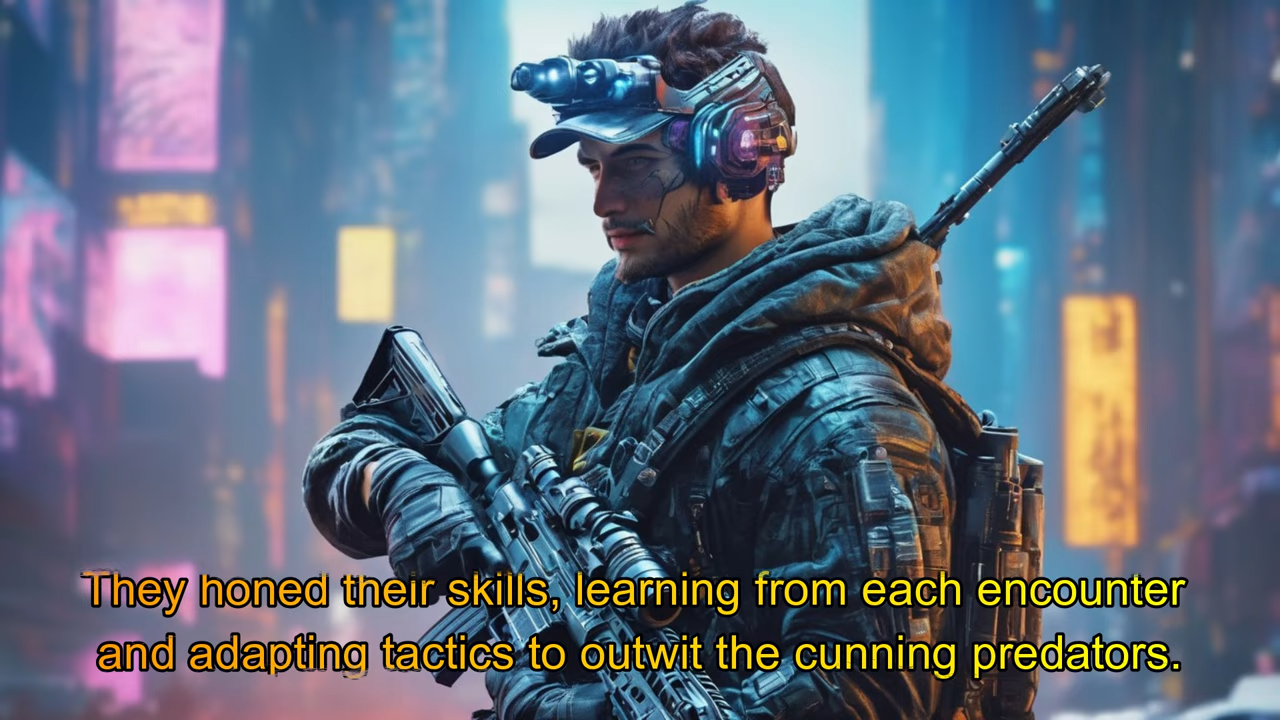 They honed their skills, learning from each encounter
and adapting tactics to outwit the cunning predators.